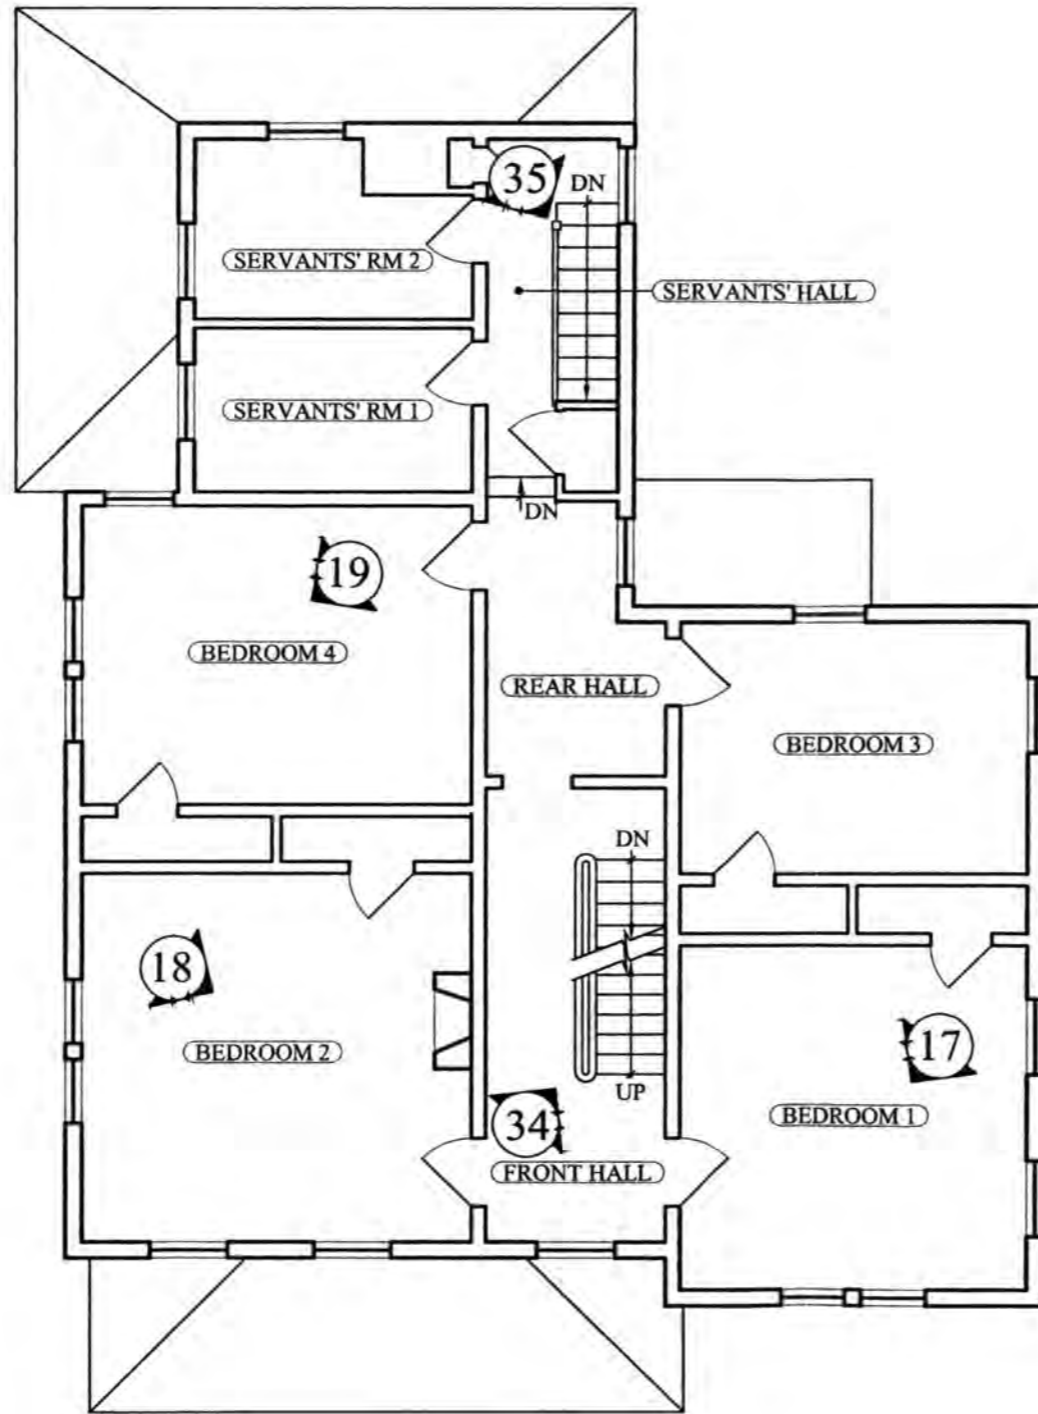 35
DN
SERVANTS' RM 2
SERVANTS' HALL
SERVANTS' RM 1
DN
19
BEDROOM 4
REAR HALL
BEDROOM 3
DN
18
BEDROOM 2
17
UP
BEDROOM 1
34
FRONT HALL